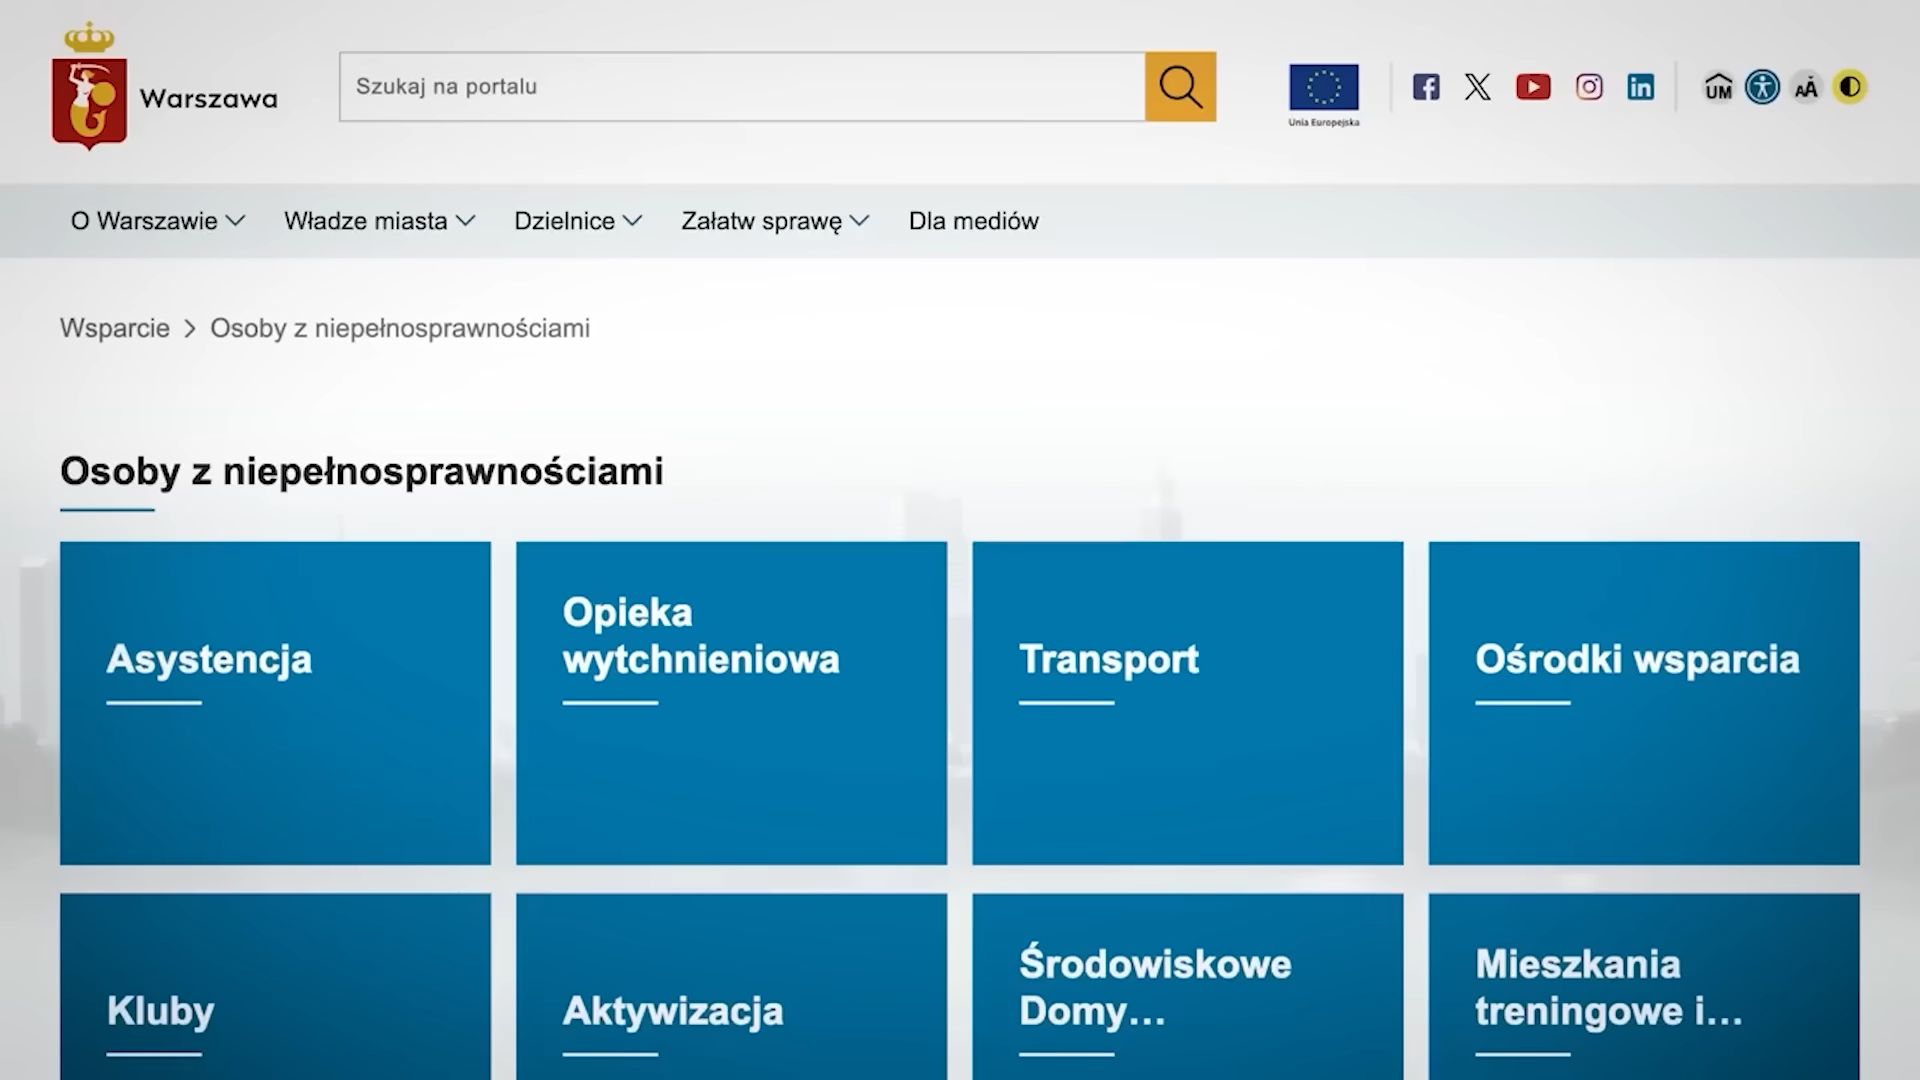 Warszawa
Szukaj na portalu
Unia Europejska
UM
AA
O Warszawie
Władze miasta
Dzielnice
Załatw sprawę
Dla mediów
Wsparcie > Osoby z niepełnosprawnościami
Osoby z niepełnosprawnościami
Asystencja
Opieka
wytchnieniowa
Transport
Ośrodki wsparcia
Kluby
Aktywizacja
Środowiskowe
Domy...
Mieszkania
treningowe i...